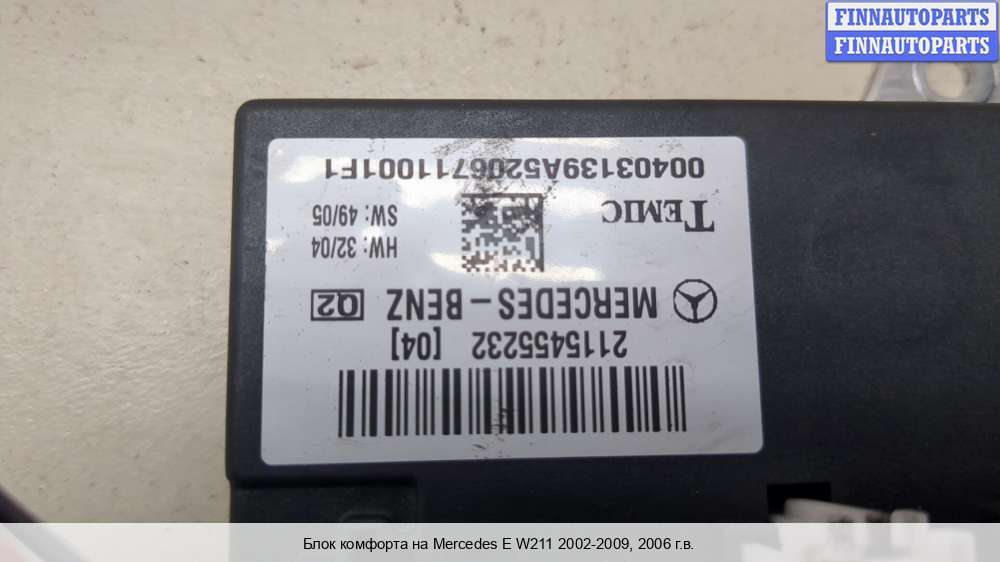 FINNAUTOPARTS
FINNAUTOPARTS
2115455232 [04]
MERCEDES-BENZ Q2
HW: 32/04
SW: 49/05
TEMIC
00403139A5206711001F1
Блок комфорта на Mercedes E W211 2002-2009, 2006 г.в.